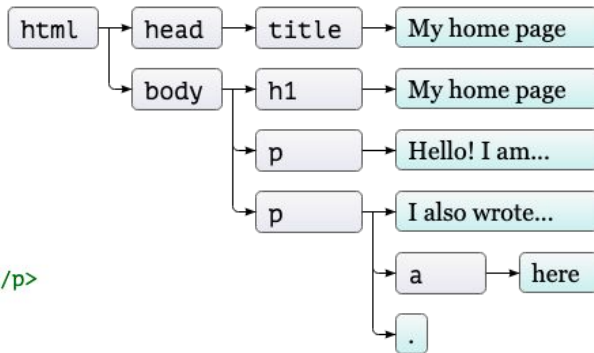 html head title My home page
body h1 My home page
p Hello! I am...
p I also wrote...
/p>
a here
.